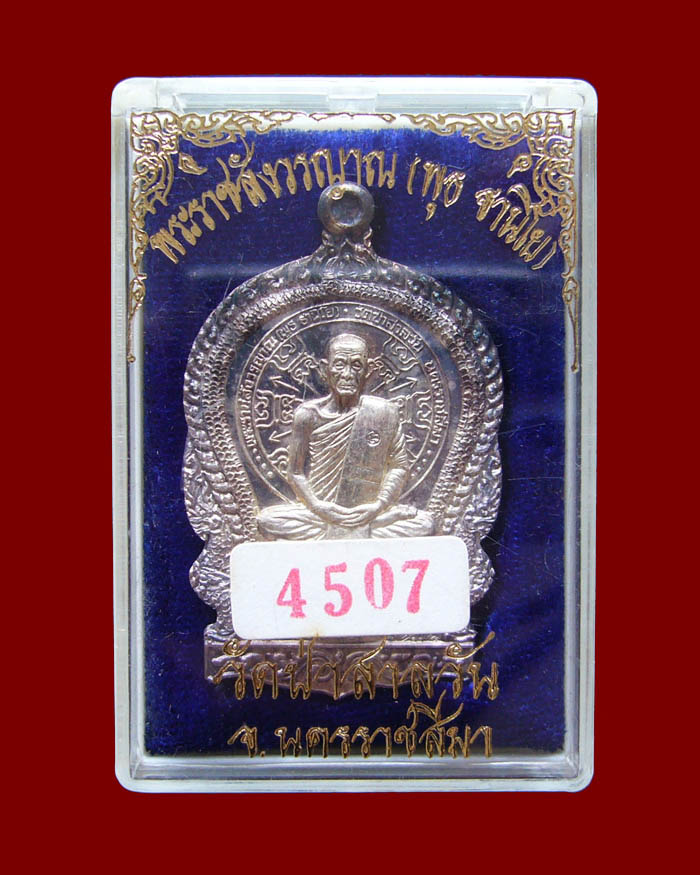 พระราชสังวรญาณ (พุธ ฐานิโย)
4507
วัดป่าสาลวัน
จ.นครราชสีมา